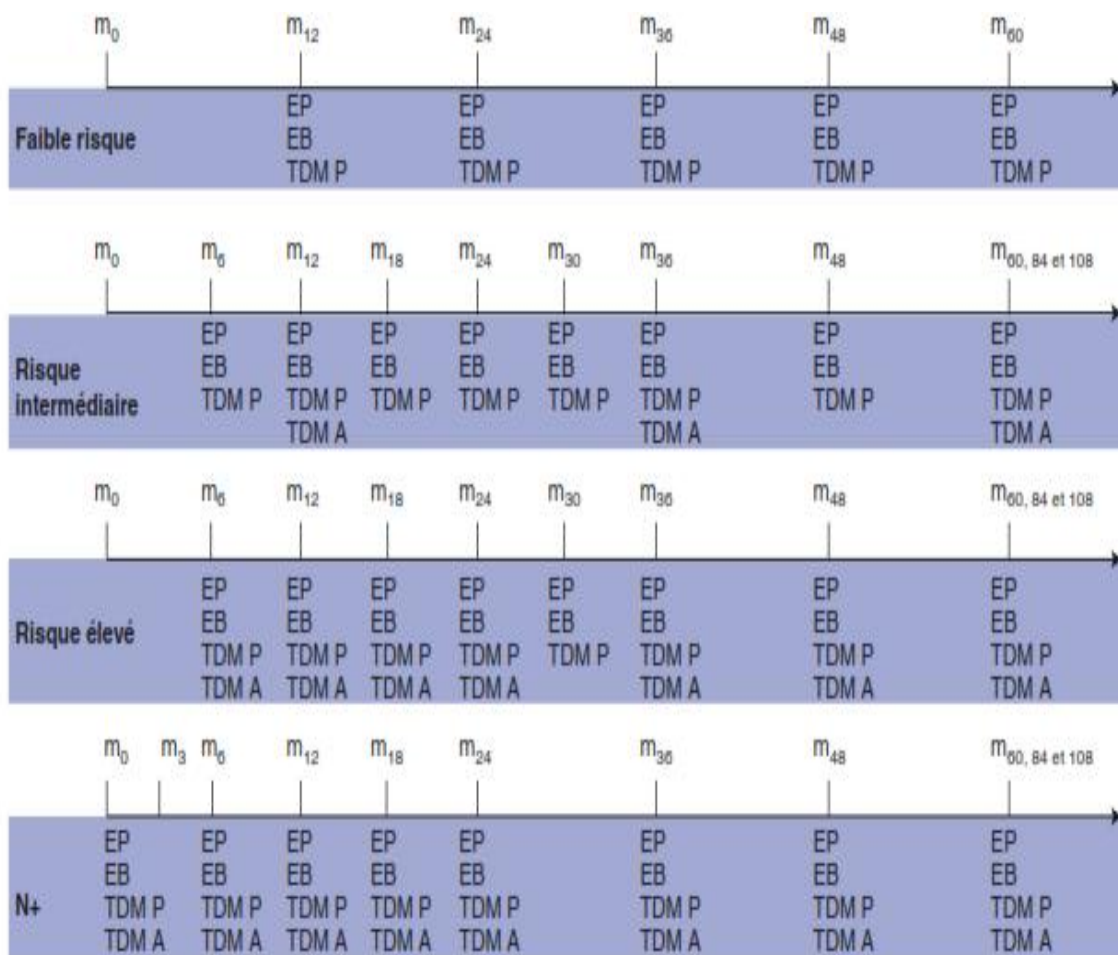 m0 m12 m24 m36 m48 m60
EP EP EP EP EP
Faible risque EB EB EB EB EB
TDM P TDM P TDM P TDM P TDM P
m0 m6 m12 m18 m24 m30 m36 m48 m60, 84 et 108
EP EP EP EP EP EP EP EP
Risque EB EB EB EB EB EB EB EB
intermédiaire TDM P TDM P TDM P TDM P TDM P TDM P TDM P TDM P
TDM A TDM A TDM A
m0 m6 m12 m18 m24 m30 m36 m48 m60, 84 et 108
EP EP EP EP EP EP EP EP
Risque élevé EB EB EB EB EB EB EB EB
TDM P TDM P TDM P TDM P TDM P TDM P TDM P TDM P
TDM A TDM A TDM A TDM A TDM A TDM A TDM A
m0 m3 m6 m12 m18 m24 m36 m48 m60, 84 et 108
EP EP EP EP EP EP EP EP
EB EB EB EB EB EB EB EB
N+ TDM P TDM P TDM P TDM P TDM P TDM P TDM P TDM P
TDM A TDM A TDM A TDM A TDM A TDM A TDM A TDM A